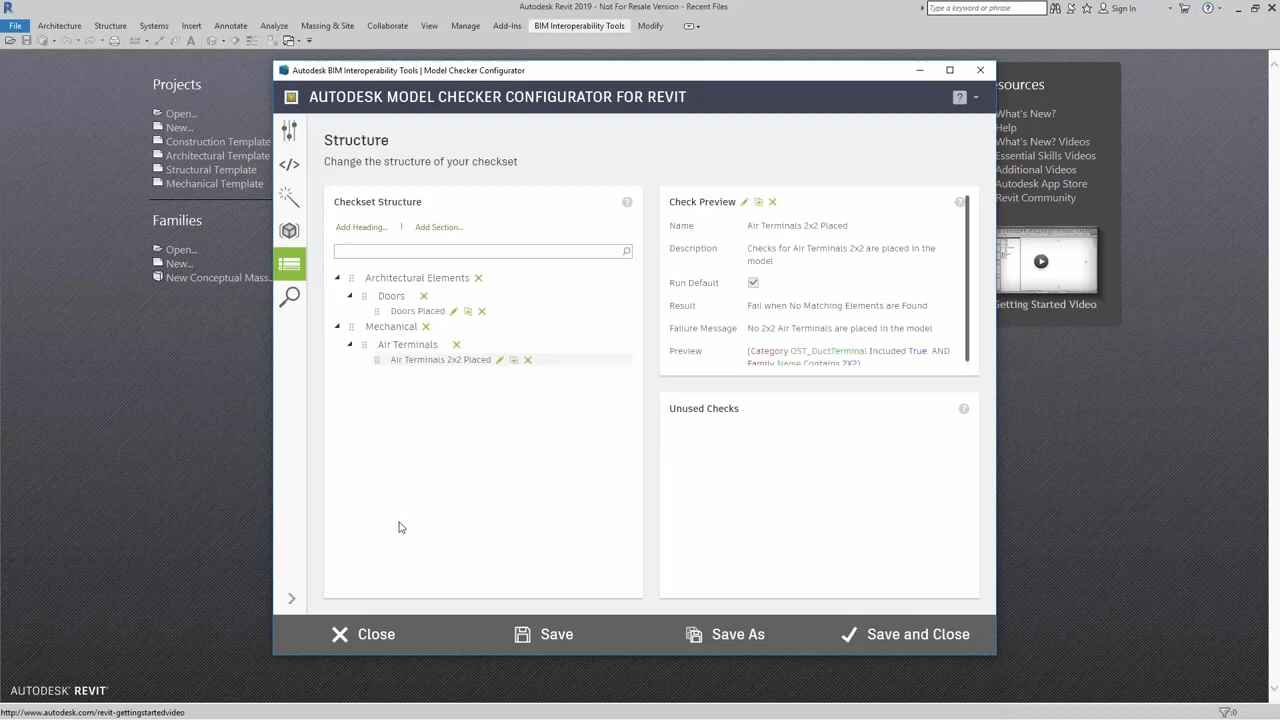 Autodesk Revit 2019 - Not For Resale Version - Recent Files
Type a keyword or phrase
Sign In
File Architecture Structure Systems Insert Annotate Analyze Massing & Site Collaborate View Manage Add-Ins BIM Interoperability Tools Modify
Autodesk BIM Interoperability Tools | Model Checker Configurator
AUTODESK MODEL CHECKER CONFIGURATOR FOR REVIT
Projects
Open...
New...
Construction Template
Architectural Template
Structural Template
Mechanical Template
Families
Open...
New...
New Conceptual Mass...
Structure
Change the structure of your checkset
Checkset Structure
Add Heading... | Add Section...
Architectural Elements
Doors
Doors Placed
Mechanical
Air Terminals
Air Terminals 2x2 Placed
Check Preview
Name Air Terminals 2x2 Placed
Description Checks for Air Terminals 2x2 are placed in the
model
Run Default
Result Fail when No Matching Elements are Found
Failure Message No 2x2 Air Terminals are placed in the model
Preview (Category OST_DuctTerminal Included True AND
Family Name Contains 2X2)
Unused Checks
sources
What's New?
Help
What's New? Videos
Essential Skills Videos
Additional Videos
Autodesk App Store
Revit Community
Getting Started Video
Close Save Save As Save and Close
AUTODESK® REVIT®
http://www.autodesk.com/revit-gettingstartedvideo
:0